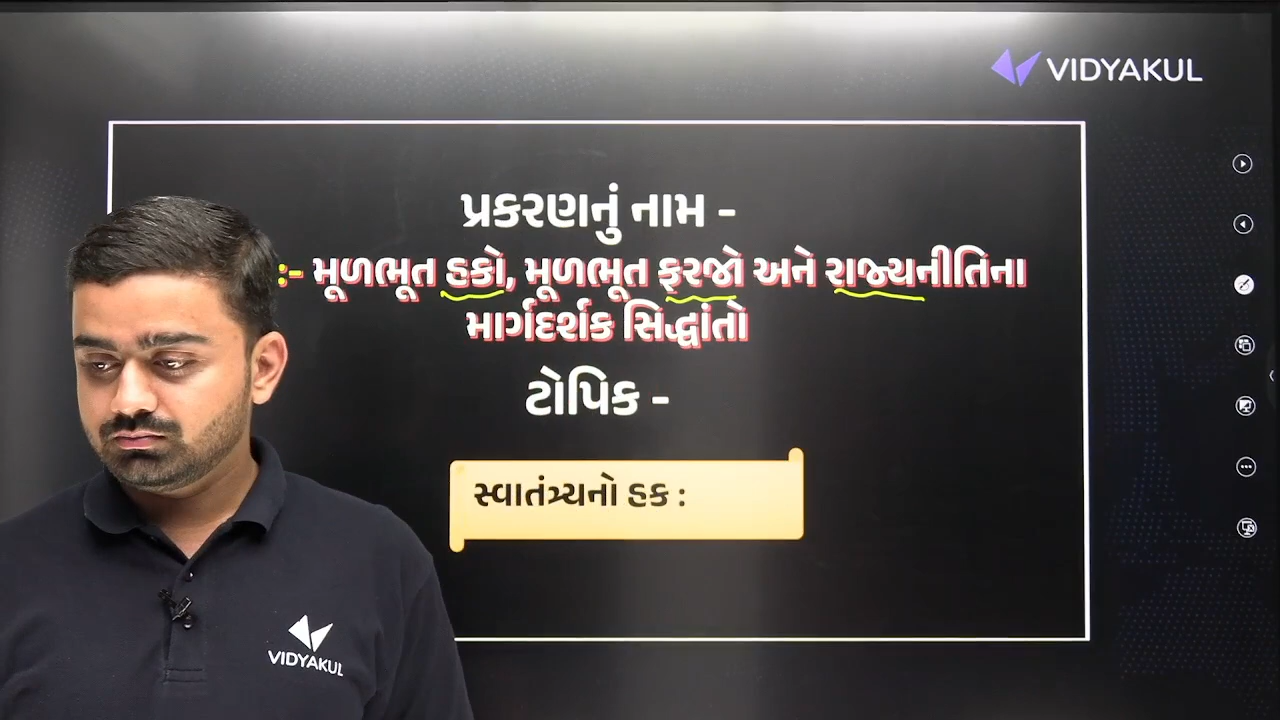 VIDYAKUL
પ્રકરણનું નામ -
:- મૂળભૂત હકો, મૂળભૂત ફરજો અને રાજ્યનીતિના
માર્ગદર્શક સિદ્ધાંતો
ટોપિક -
સ્વાતંત્ર્યનો હક :
VIDYAKUL